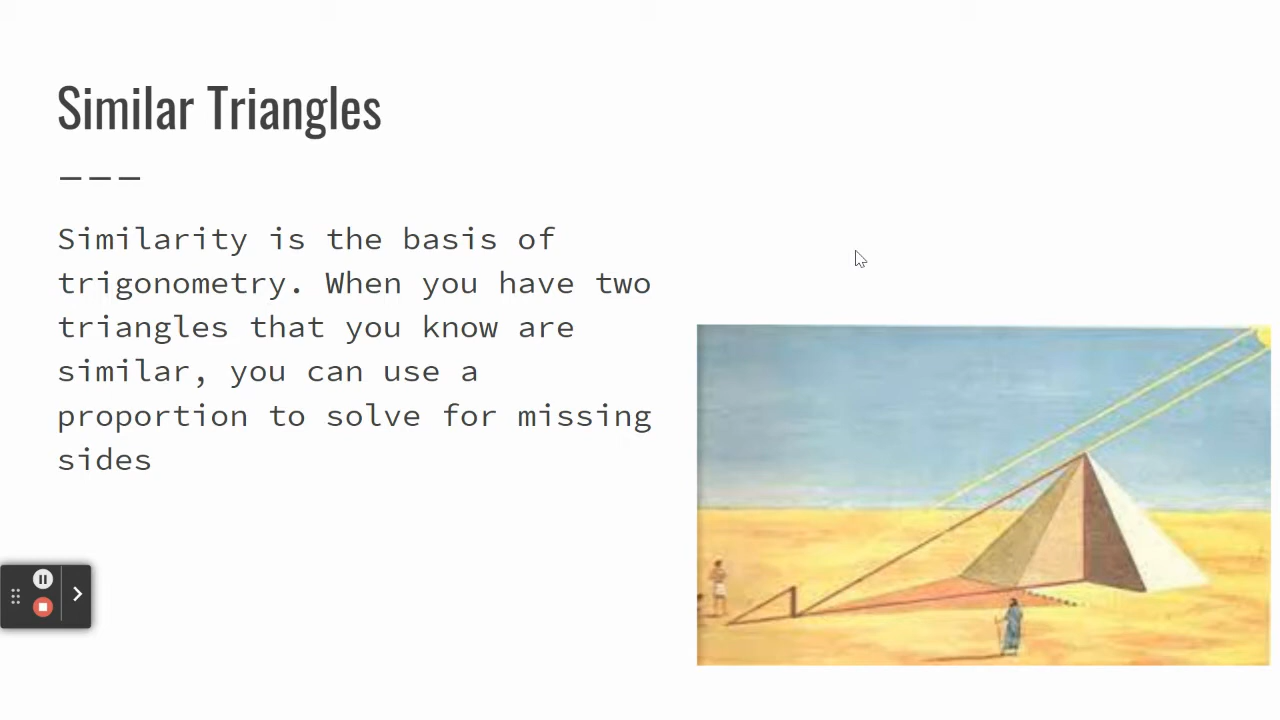 Similar Triangles
———
Similarity is the basis of
trigonometry. When you have two
triangles that you know are
similar, you can use a
proportion to solve for missing
sides